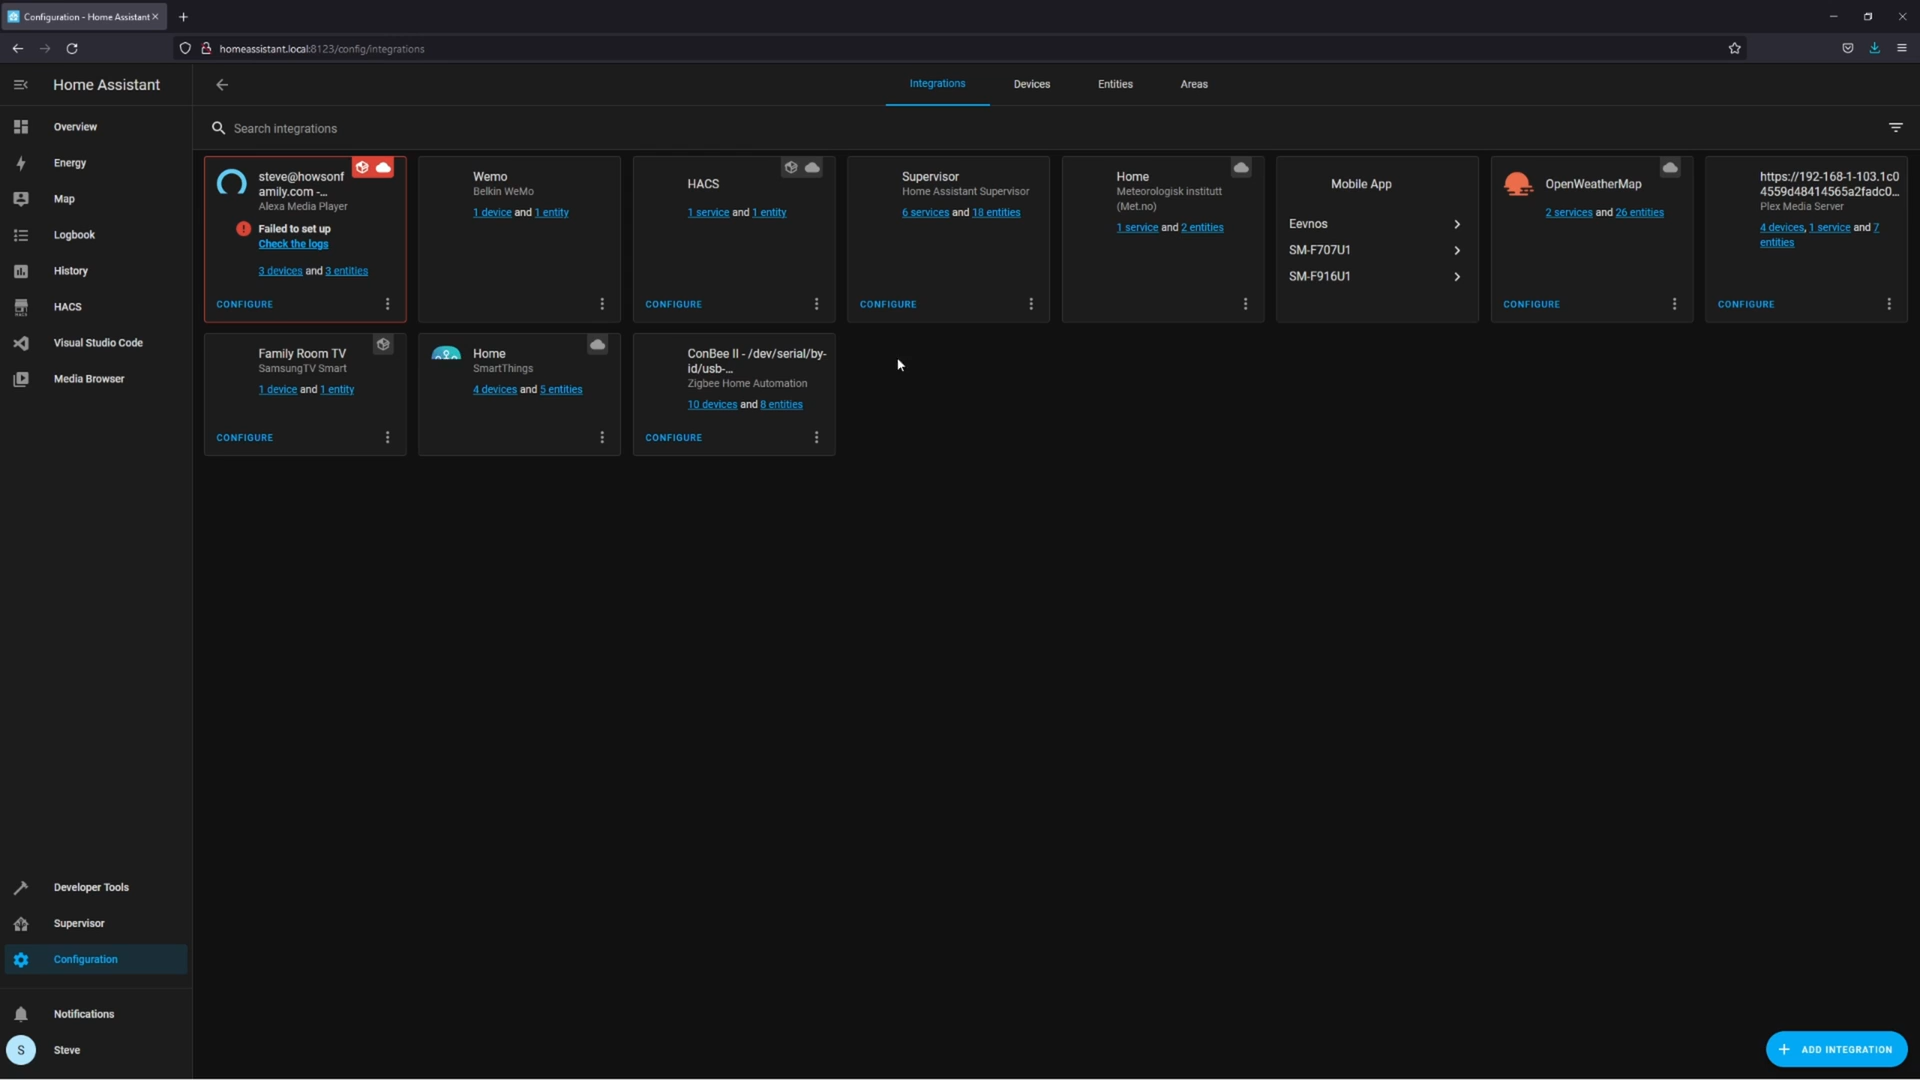 Configuration - Home Assistant
homeassistant.local:8123/config/integrations
Home Assistant
Integrations
Devices
Entities
Areas
Overview
Energy
Map
Logbook
History
HACS
Visual Studio Code
Media Browser
Developer Tools
Supervisor
Configuration
Notifications
S
Steve
Search integrations
steve@howsonf
amily.com -...
Alexa Media Player
Failed to set up
Check the logs
3 devices and 3 entities
CONFIGURE
Wemo
Belkin WeMo
1 device and 1 entity
HACS
1 service and 1 entity
CONFIGURE
Supervisor
Home Assistant Supervisor
6 services and 18 entities
CONFIGURE
Home
Meteorologisk institutt
(Met.no)
1 service and 2 entities
Mobile App
Eevnos
SM-F707U1
SM-F916U1
OpenWeatherMap
2 services and 26 entities
CONFIGURE
https://192-168-1-103.1c0
4559d48414565a2fadc0...
Plex Media Server
4 devices, 1 service and 7
entities
CONFIGURE
Family Room TV
SamsungTV Smart
1 device and 1 entity
CONFIGURE
Home
SmartThings
4 devices and 5 entities
ConBee II - /dev/serial/by-
id/usb-...
Zigbee Home Automation
10 devices and 8 entities
CONFIGURE
ADD INTEGRATION